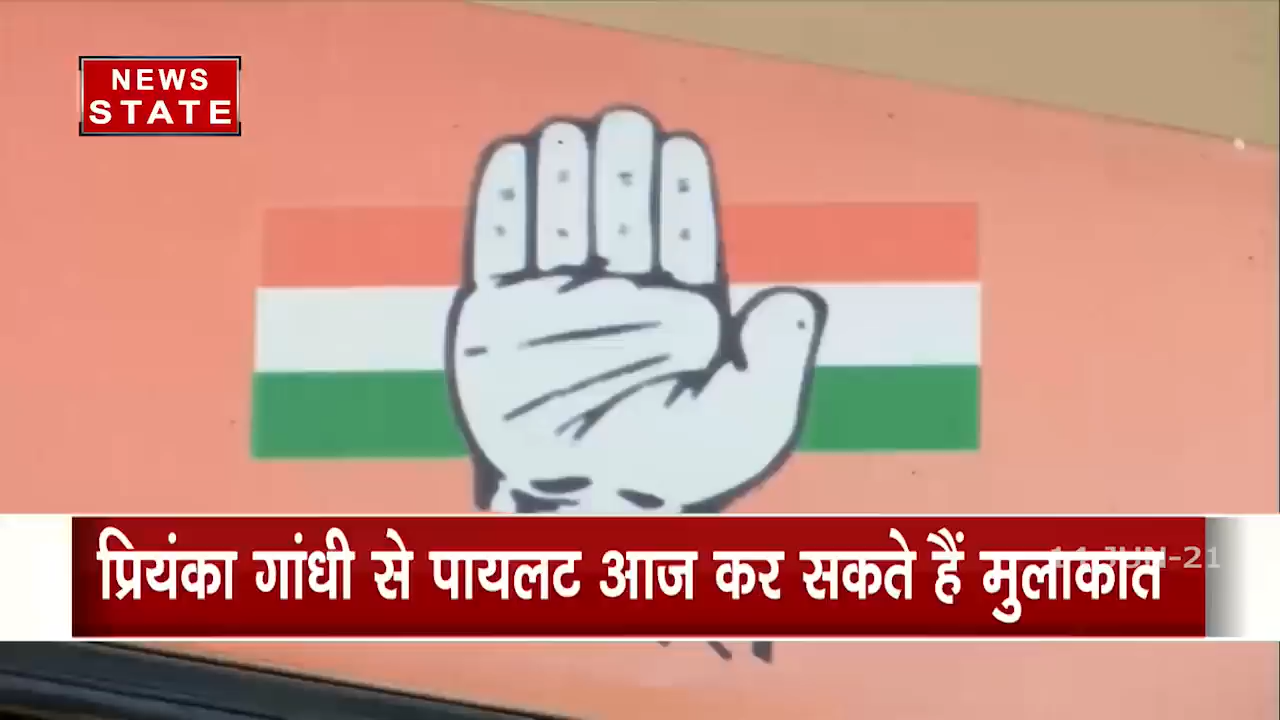 NEWS
STATE
प्रियंका गांधी से पायलट आज कर सकते हैं मुलाकात